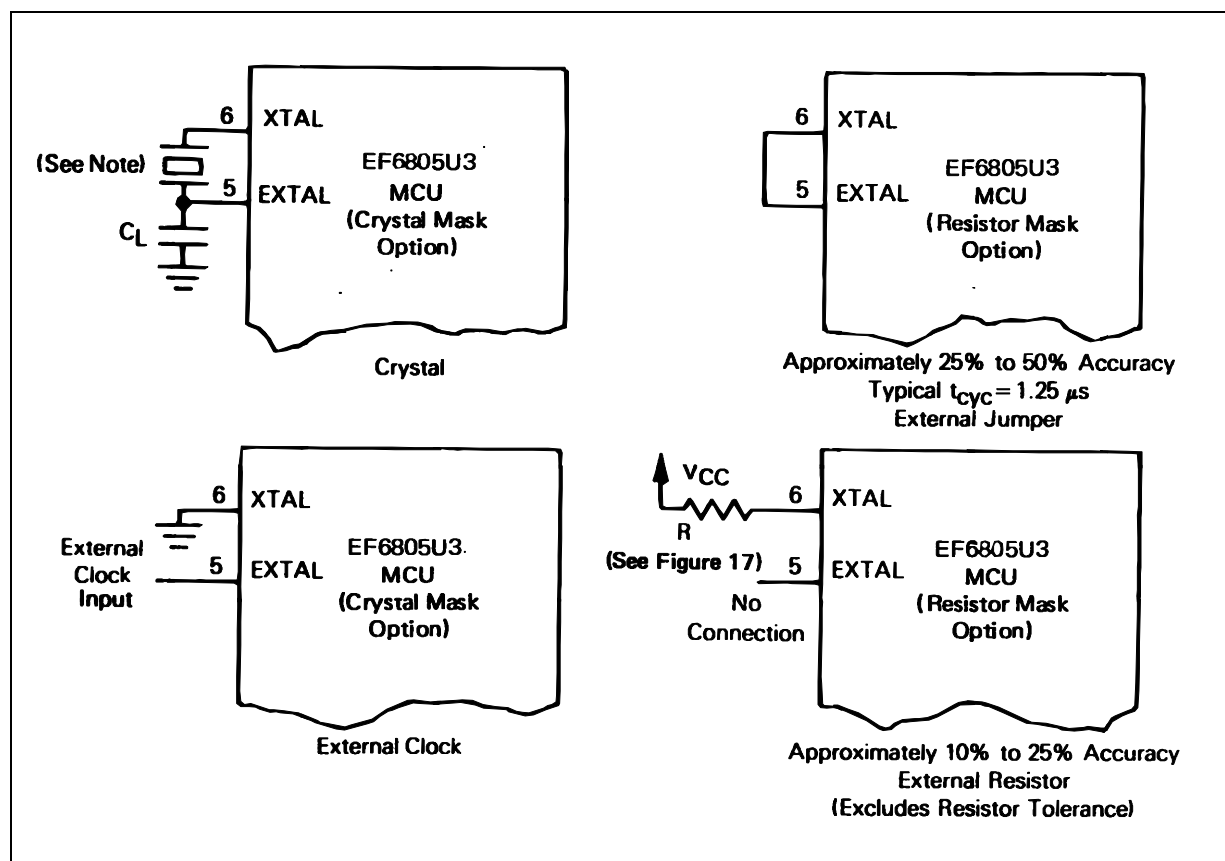 6
XTAL
(See Note)
EF6805U3
5
EXTAL
MCU
(Crystal Mask
Option)
CL
Crystal
6
XTAL
EF6805U3
5
EXTAL
MCU
(Resistor Mask
Option)
Approximately 25% to 50% Accuracy
Typical tcyc = 1.25 μs
External Jumper
6
XTAL
External
Clock
Input
EF6805U3.
5
EXTAL
MCU
(Crystal Mask
Option)
External Clock
VCC
6
XTAL
R
(See Figure 17)
EF6805U3
5
EXTAL
MCU
(Resistor Mask
Option)
No
Connection
Approximately 10% to 25% Accuracy
External Resistor
(Excludes Resistor Tolerance)